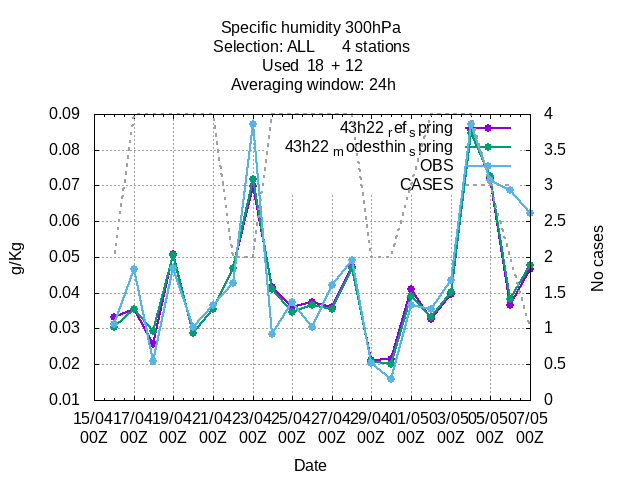 Specific humidity 300hPa
Selection: ALL 4 stations
Used 18 + 12
Averaging window: 24h
43h22 ref spring
43h22 modesthin spring
OBS
CASES
0.09
0.08
0.07
0.06
0.05
0.04
0.03
0.02
0.01
g/Kg
4
3.5
3
2.5
2
1.5
1
0.5
0
No cases
15/04 17/04 19/04 21/04 23/04 25/04 27/04 29/04 01/05 03/05 05/05 07/05
00Z 00Z 00Z 00Z 00Z 00Z 00Z 00Z 00Z 00Z 00Z 00Z
Date